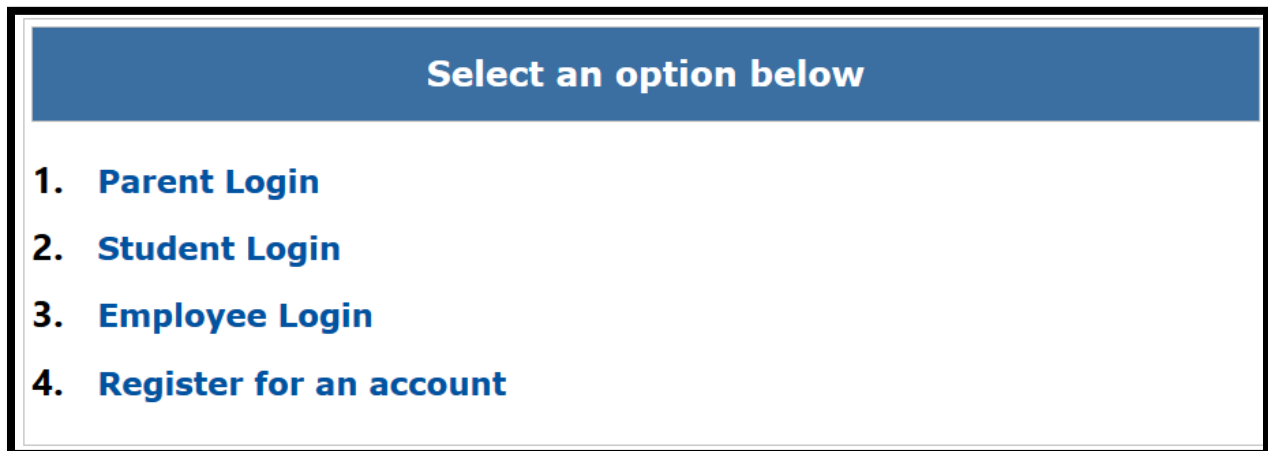 Select an option below
1. Parent Login
2. Student Login
3. Employee Login
4. Register for an account